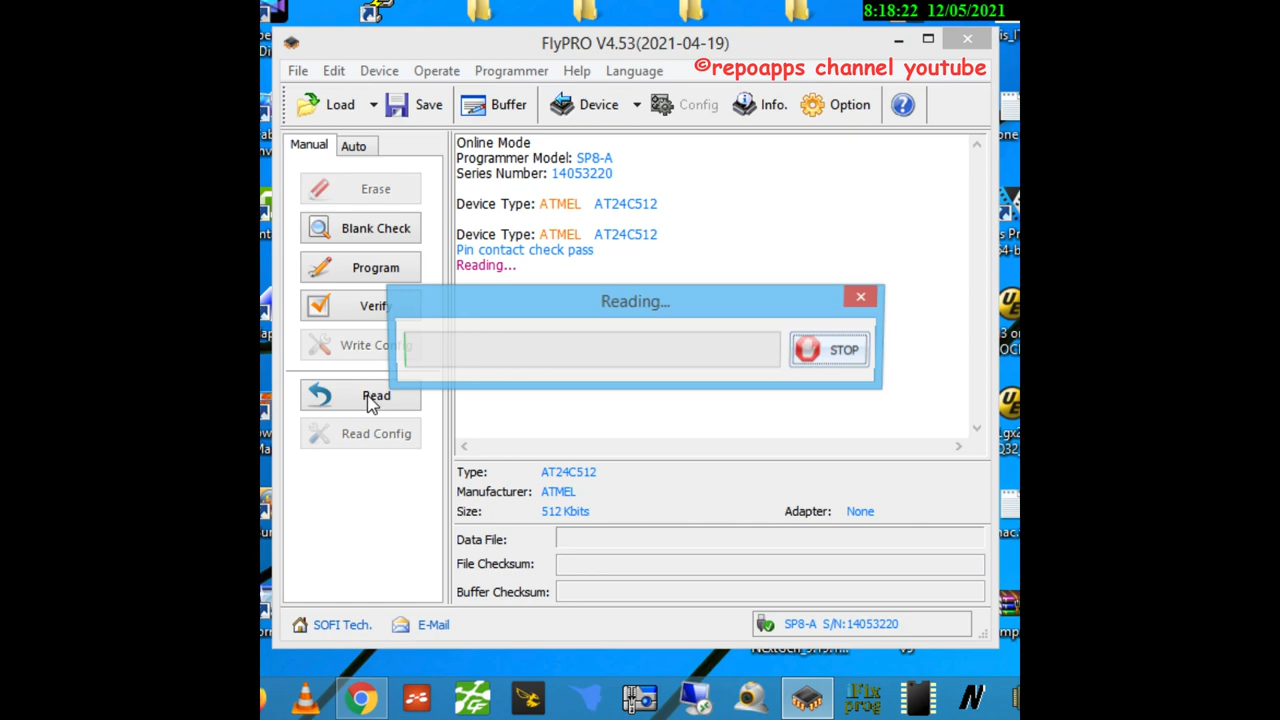 8:18:22 12/05/2021
FlyPRO V4.53(2021-04-19)
©repoapps channel youtube
File Edit Device Operate Programmer Help Language
Load Save Buffer Device Config Info. Option
Manual Auto
Erase
Blank Check
Program
Verify
Write Config
Read
Read Config
Online Mode
Programmer Model: SP8-A
Series Number: 14053220
Device Type: ATMEL AT24C512
Device Type: ATMEL AT24C512
Pin contact check pass
Reading...
Reading...
STOP
Type: AT24C512
Manufacturer: ATMEL
Size: 512 Kbits
Adapter: None
Data File:
File Checksum:
Buffer Checksum:
SOFI Tech. E-Mail
SP8-A S/N:14053220
Fix
prog